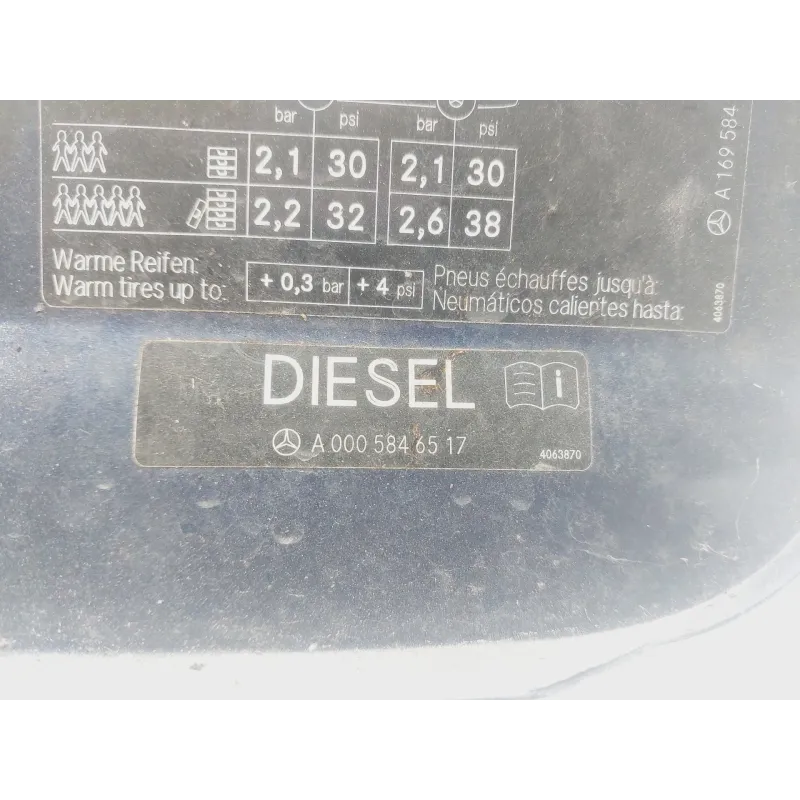 bar psi bar psi
2,1 30 2,1 30
2,2 32 2,6 38
Warme Reifen:
Warm tires up to:
+ 0,3 bar + 4 psi
Pneus échauffes jusqu'à:
Neumáticos calientes hasta:
A 169 584
4063870
DIESEL
i
A 000 584 65 17
4063870